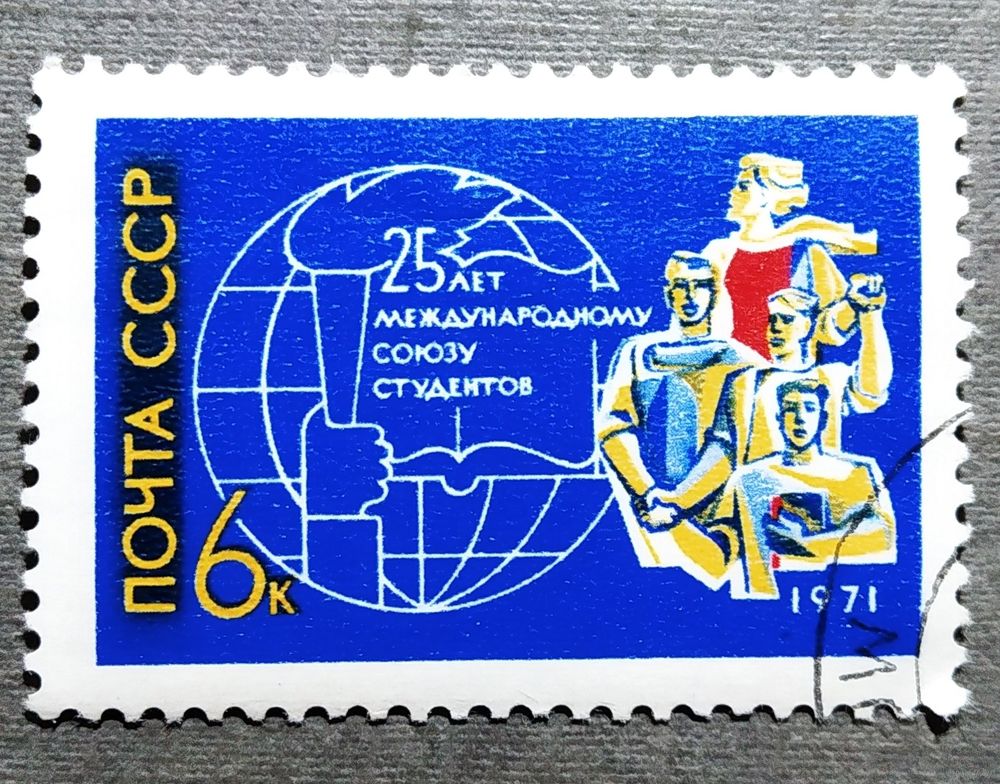 ПОЧТА СССР
6к
25 ЛЕТ
МЕЖДУНАРОДНОМУ
СОЮЗУ
СТУДЕНТОВ
1971